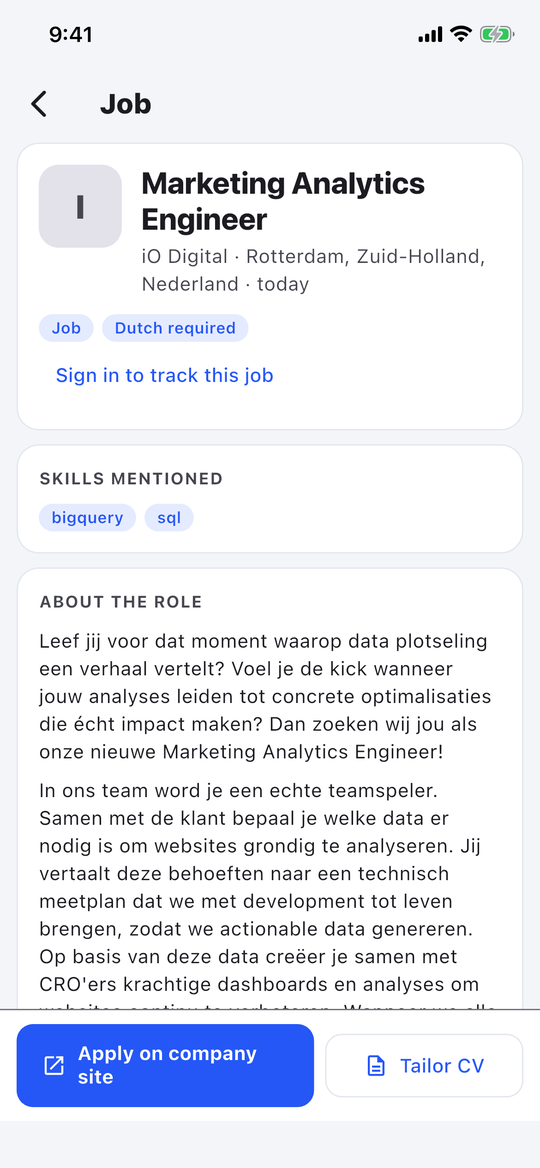 9:41
Job
I
Marketing Analytics
Engineer
iO Digital · Rotterdam, Zuid-Holland,
Nederland · today
Job
Dutch required
Sign in to track this job
SKILLS MENTIONED
bigquery
sql
ABOUT THE ROLE
Leef jij voor dat moment waarop data plotseling
een verhaal vertelt? Voel je de kick wanneer
jouw analyses leiden tot concrete optimalisaties
die écht impact maken? Dan zoeken wij jou als
onze nieuwe Marketing Analytics Engineer!
In ons team word je een echte teamspeler.
Samen met de klant bepaal je welke data er
nodig is om websites grondig te analyseren. Jij
vertaalt deze behoeften naar een technisch
meetplan dat we met development tot leven
brengen, zodat we actionable data genereren.
Op basis van deze data creëer je samen met
CRO'ers krachtige dashboards en analyses om
Apply on company
site
Tailor CV